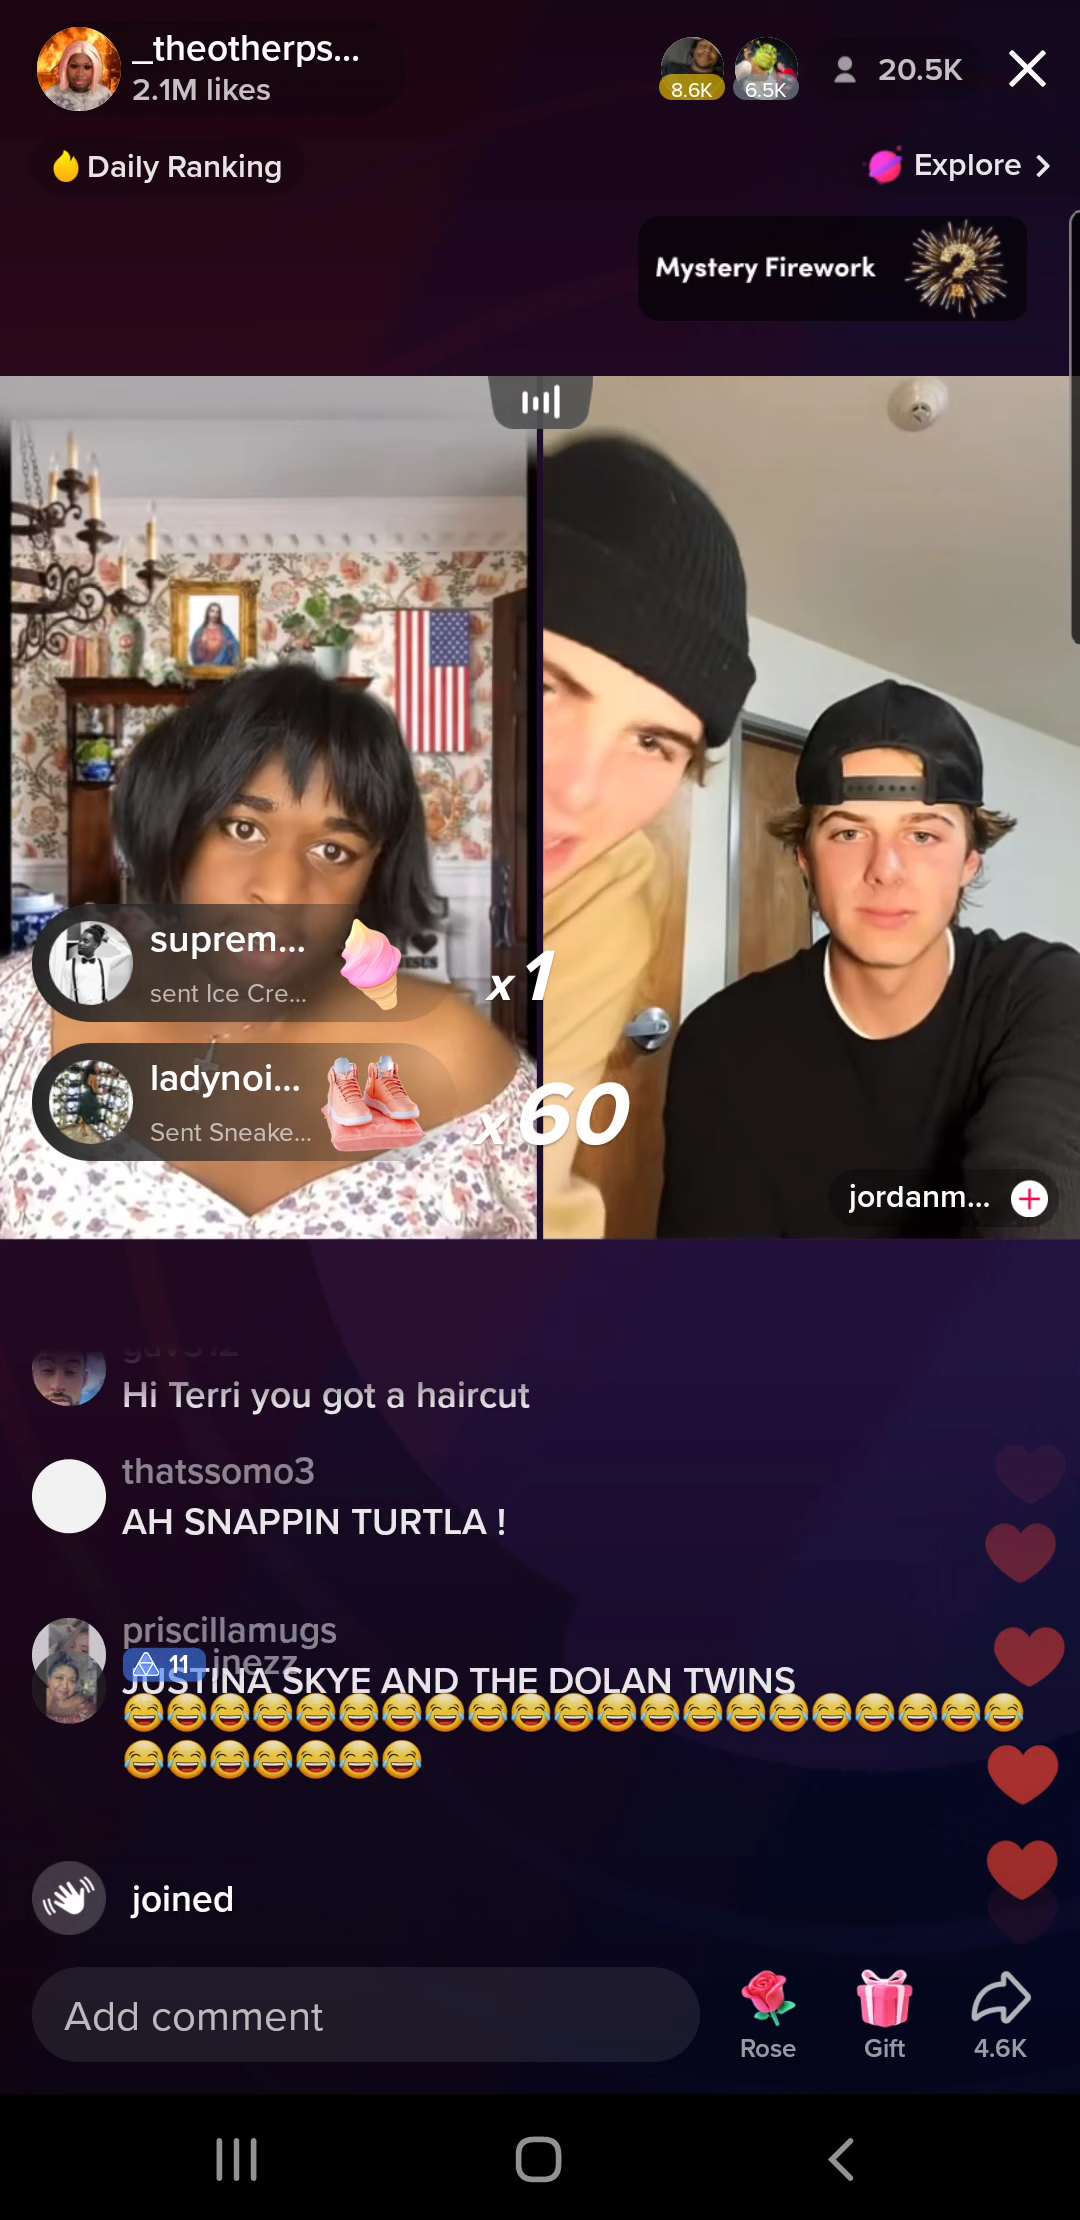 _theotherps...
2.1M likes
8.6K
6.5K
20.5K
Daily Ranking
Explore >
Mystery Firework
?
suprem...
sent Ice Cre...
x1
ladynoi...
Sent Sneake...
x60
jordanm...
Hi Terri you got a haircut
thatssomo3
AH SNAPPIN TURTLA !
priscillamugs
11 inezz
JUSTINA SKYE AND THE DOLAN TWINS
😂😂😂😂😂😂😂😂😂😂😂😂😂😂😂😂😂😂😂😂😂
😂😂😂😂😂😂😂
joined
Add comment
Rose
Gift
4.6K